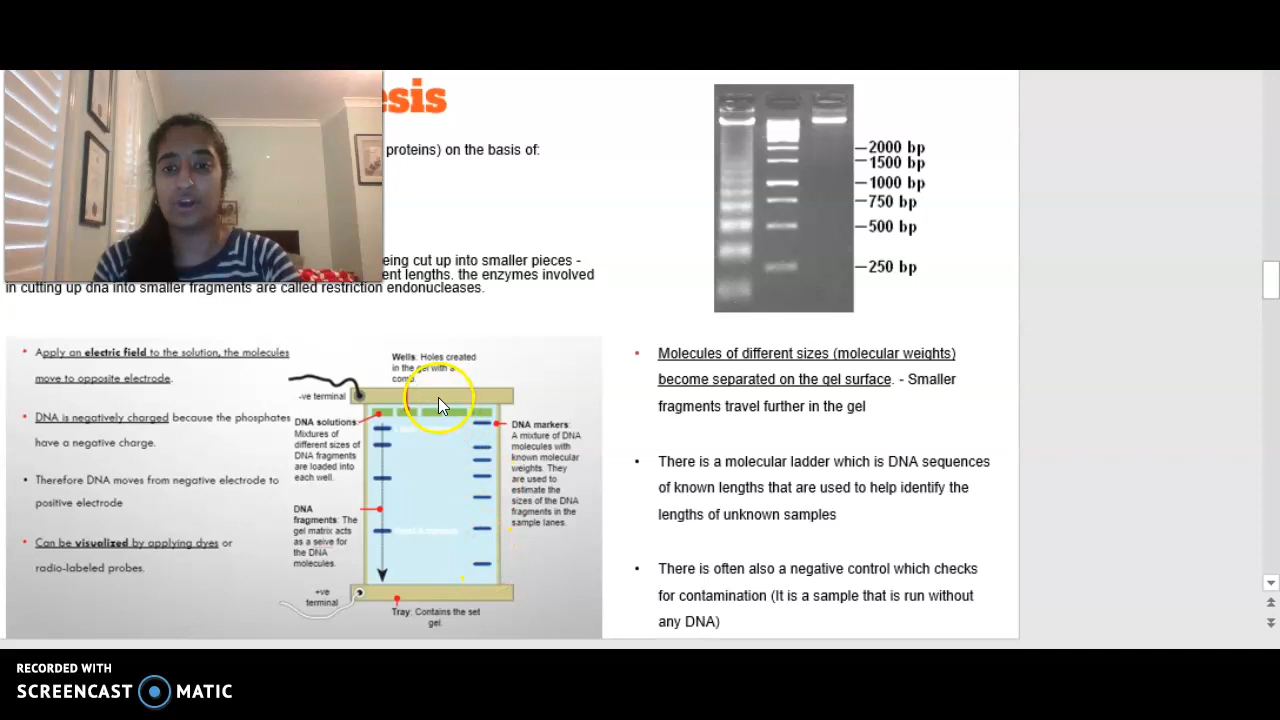 esis
proteins) on the basis of:
eing cut up into smaller pieces -
ent lengths. the enzymes involved
in cutting up dna into smaller fragments are called restriction endonucleases.
2000 bp
1500 bp
1000 bp
750 bp
500 bp
250 bp
Apply an electric field to the solution, the molecules
move to opposite electrode.
DNA is negatively charged because the phosphates
have a negative charge.
Therefore DNA moves from negative electrode to
positive electrode
Can be visualized by applying dyes or
radio-labeled probes.
Wells: Holes created
in the gel with a
comb.
-ve terminal
DNA solutions:
Mixtures of
different sizes of
DNA fragments
are loaded into
each well.
DNA
fragments: The
gel matrix acts
as a seive for
the DNA
molecules.
+ve
terminal
DNA markers:
A mixture of DNA
molecules with
known molecular
weights. They
are used to
estimate the
sizes of the DNA
fragments in the
sample lanes.
Tray: Contains the set
gel.
Molecules of different sizes (molecular weights)
become separated on the gel surface. - Smaller
fragments travel further in the gel
There is a molecular ladder which is DNA sequences
of known lengths that are used to help identify the
lengths of unknown samples
There is often also a negative control which checks
for contamination (It is a sample that is run without
any DNA)
RECORDED WITH
SCREENCAST MATIC